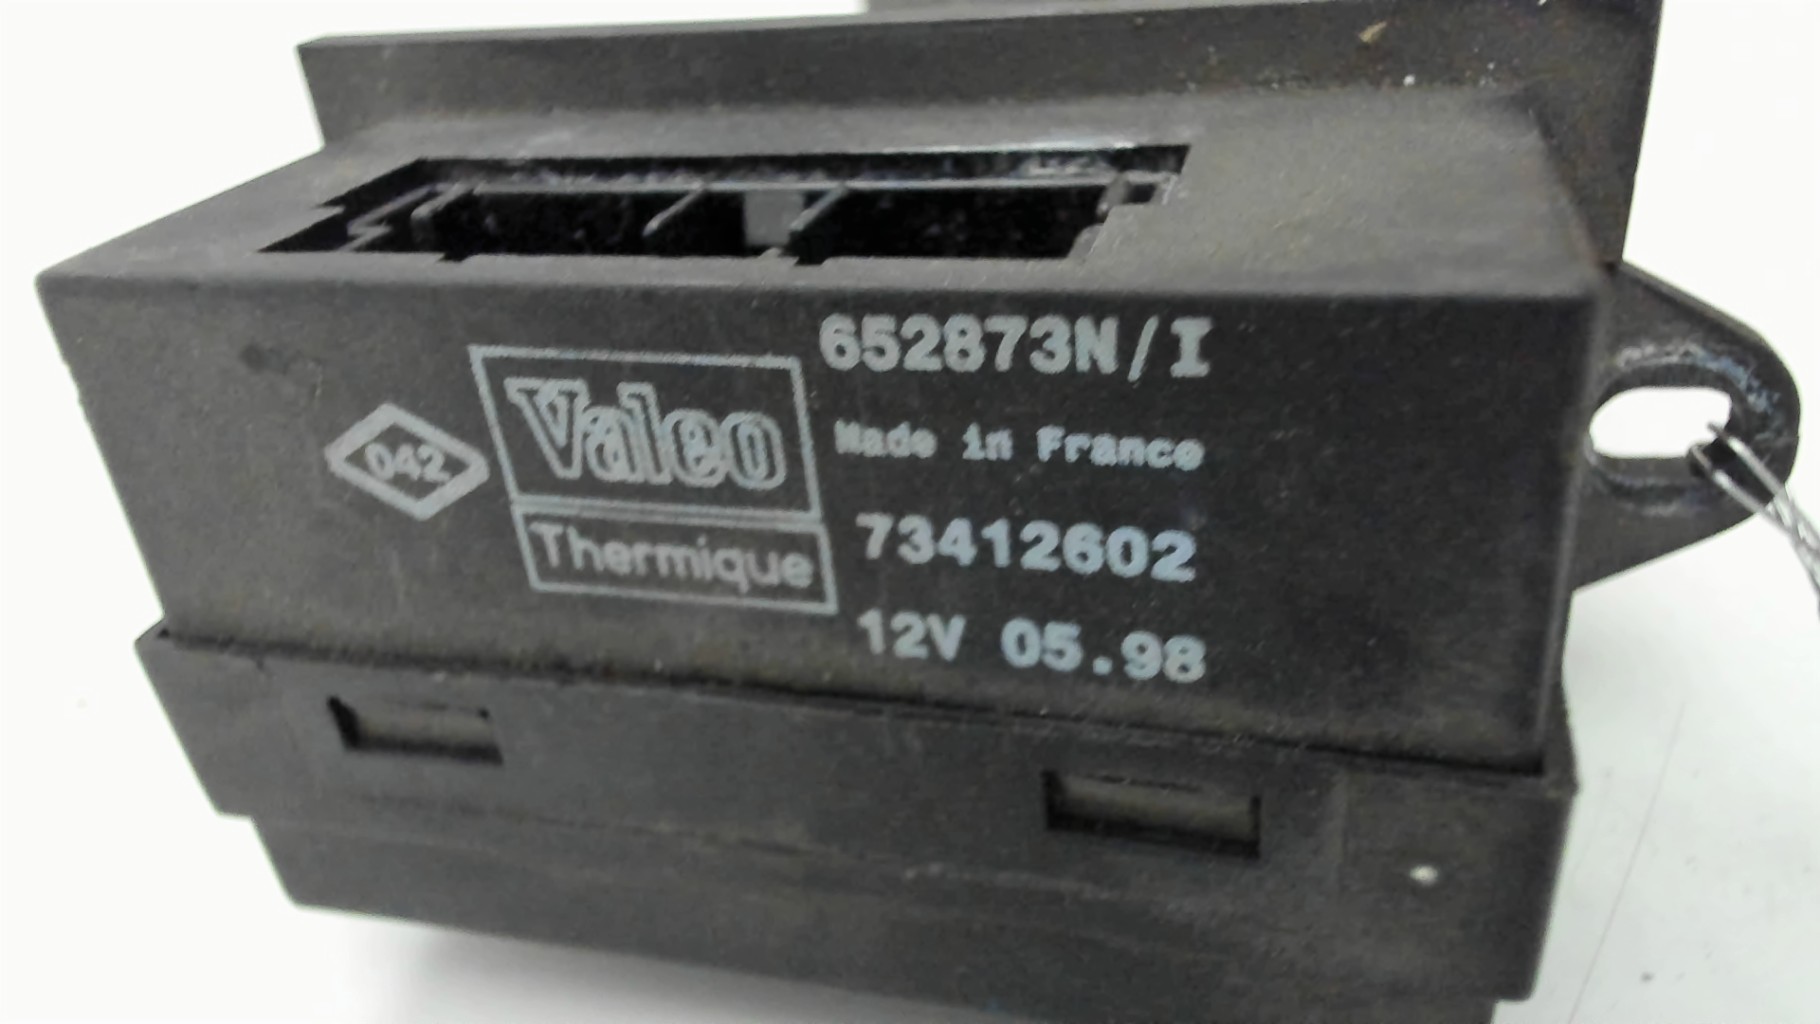 652873N/I
042
Valeo
Made in France
Thermique
73412602
12V 05.98